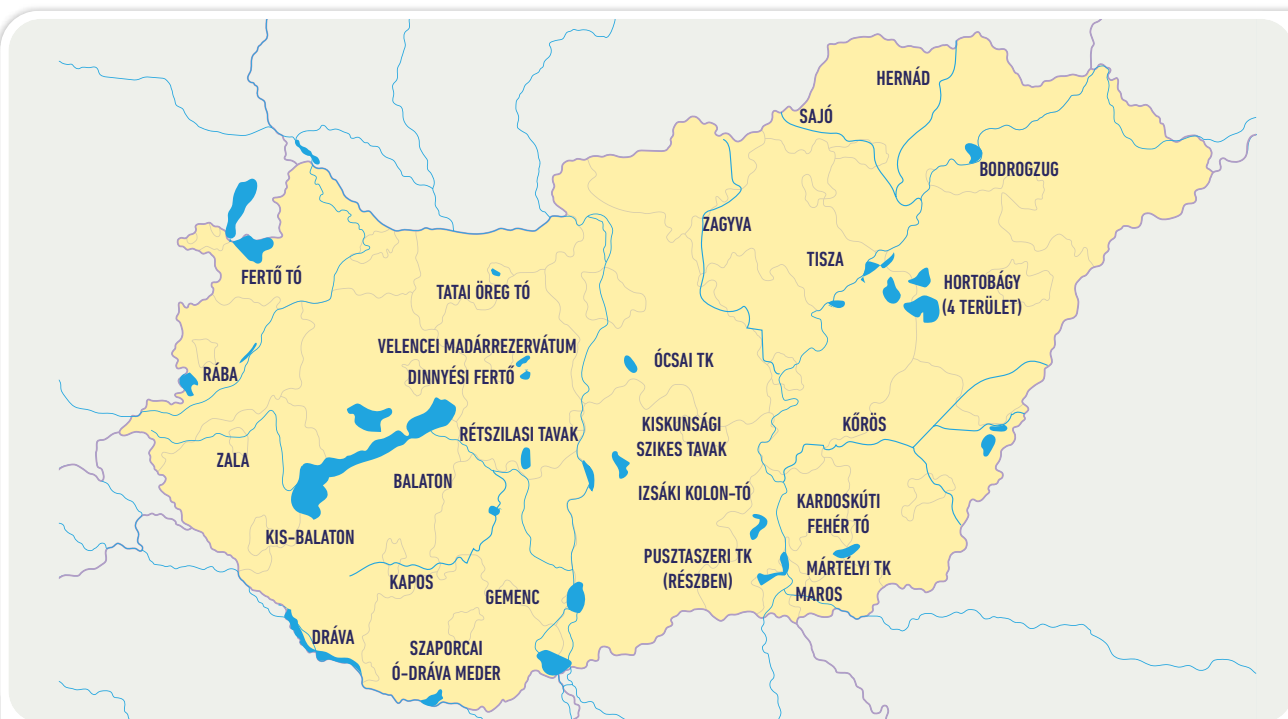 HERNÁD
SAJÓ
BODROGZUG
ZAGYVA
TISZA
FERTŐ TÓ
TATAI ÖREG TÓ
HORTOBÁGY
(4 TERÜLET)
VELENCEI MADÁRREZERVÁTUM
DINNYÉSI FERTŐ
ÓCSAI TK
RÁBA
RÉTSZILASI TAVAK
KISKUNSÁGI
SZIKES TAVAK
KŐRÖS
ZALA
BALATON
IZSÁKI KOLON-TÓ
KARDOSKÚTI
FEHÉR TÓ
KIS-BALATON
PUSZTASZERI TK
(RÉSZBEN)
MÁRTÉLYI TK
KAPOS
GEMENC
MAROS
DRÁVA
SZAPORCAI
Ó-DRÁVA MEDER